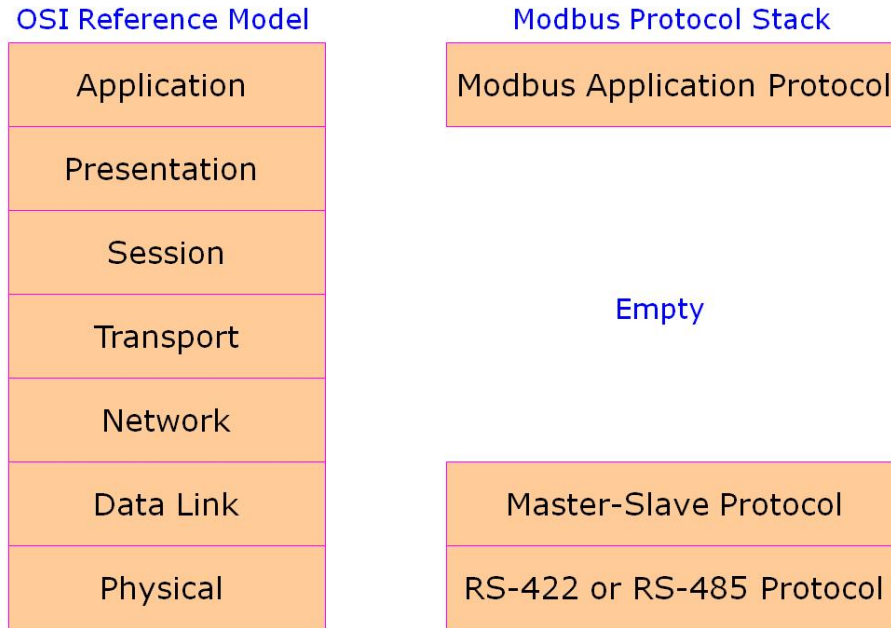 OSI Reference Model
Application
Presentation
Session
Transport
Network
Data Link
Physical
Modbus Protocol Stack
Modbus Application Protocol
Empty
Master-Slave Protocol
RS-422 or RS-485 Protocol